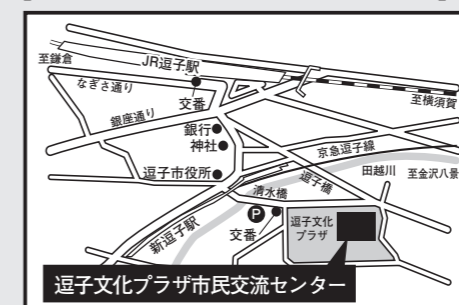 至鎌倉
JR逗子駅
なぎさ通り
交番
至横須賀
銀座通り
銀行
神社
京急逗子線
逗子市役所
逗子橋
田越川
至金沢八景
清水橋
P
交番
逗子文化
プラザ
新逗子駅
逗子文化プラザ市民交流センター